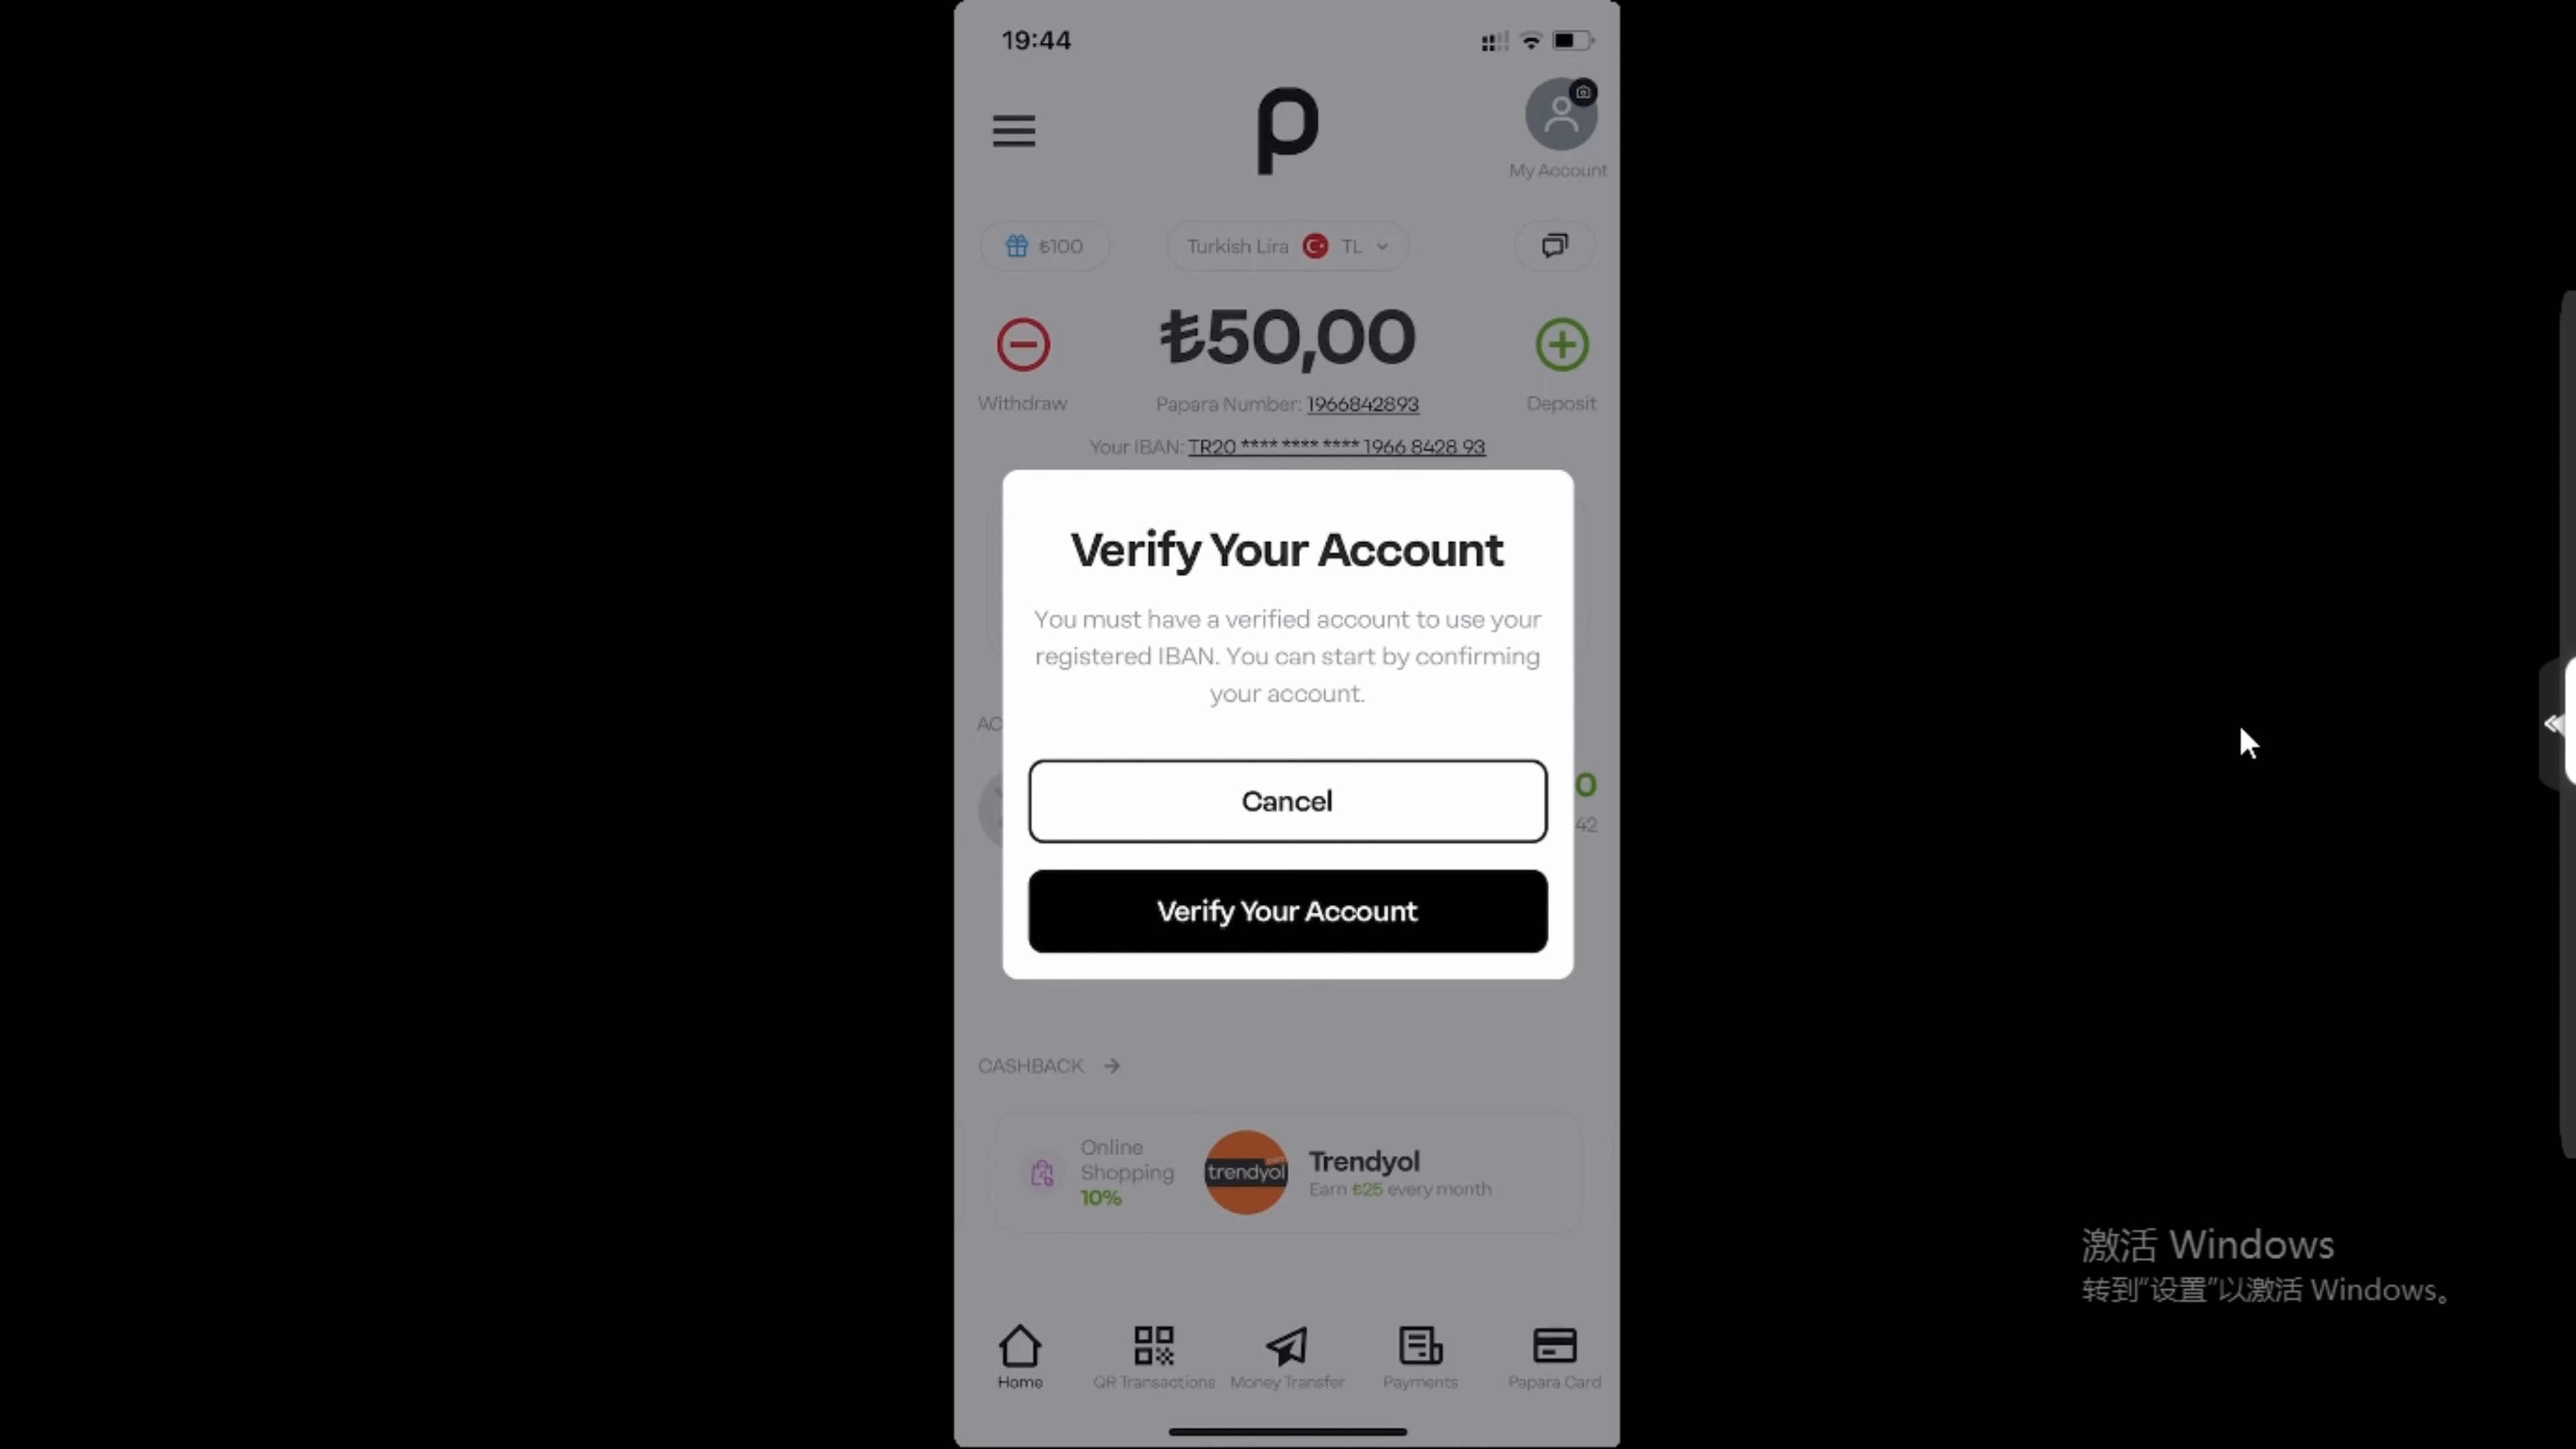 19:44
My Account
₺100
Turkish Lira TL
₺50,00
Withdraw
Papara Number: 1966842893
Deposit
Your IBAN: TR20 **** **** **** 1966 8428 93
Verify Your Account
You must have a verified account to use your
registered IBAN. You can start by confirming
your account.
AC
Cancel
0
42
Verify Your Account
CASHBACK
Online
Shopping
10%
trendyol
Trendyol
Earn ₺25 every month
激活 Windows
转到“设置”以激活 Windows。
Home
QR Transactions
Money Transfer
Payments
Papara Card